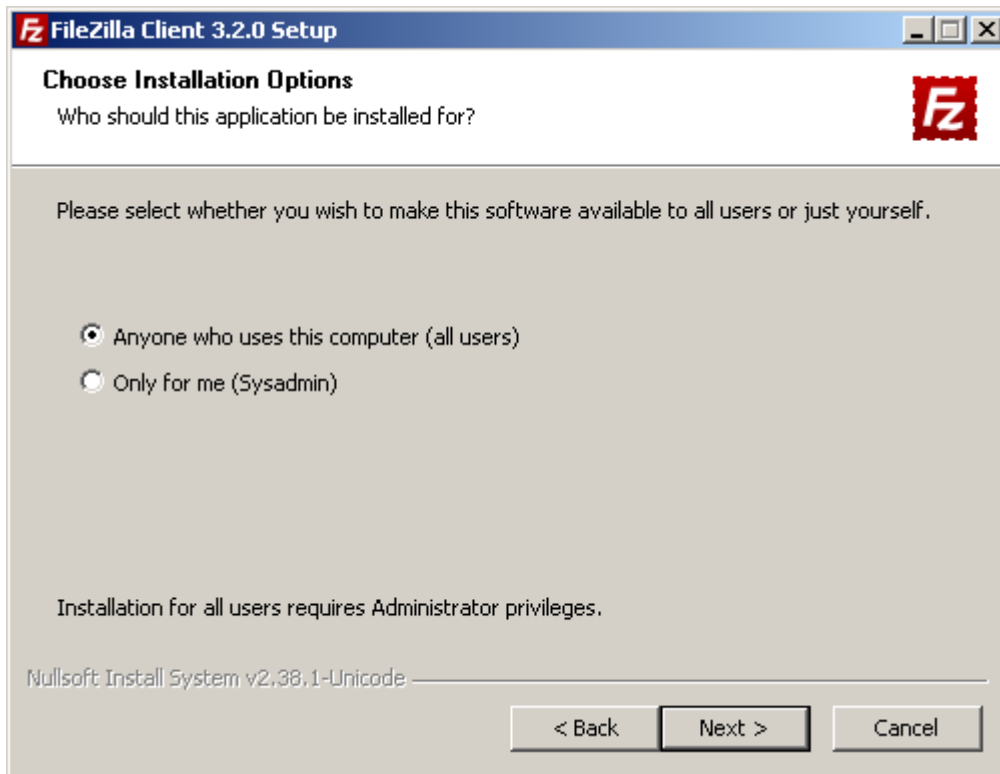 FileZilla Client 3.2.0 Setup
Choose Installation Options
Who should this application be installed for?
Fz
Please select whether you wish to make this software available to all users or just yourself.
Anyone who uses this computer (all users)
Only for me (Sysadmin)
Installation for all users requires Administrator privileges.
Nullsoft Install System v2.38.1-Unicode
< Back Next > Cancel